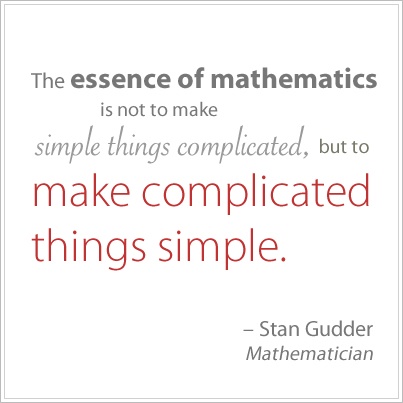 The essence of mathematics
is not to make
simple things complicated, but to
make complicated
things simple.
– Stan Gudder
Mathematician